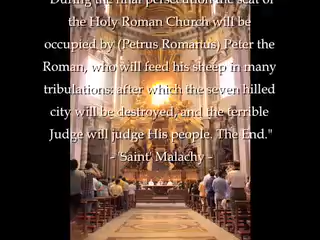 "During the final persecution the seat of
the Holy Roman Church will be
occupied by (Petrus Romanus) Peter the
Roman, who will feed his sheep in many
tribulations; after which the seven hilled
city will be destroyed, and the terrible
Judge will judge His people. The End."
- 'Saint' Malachy -